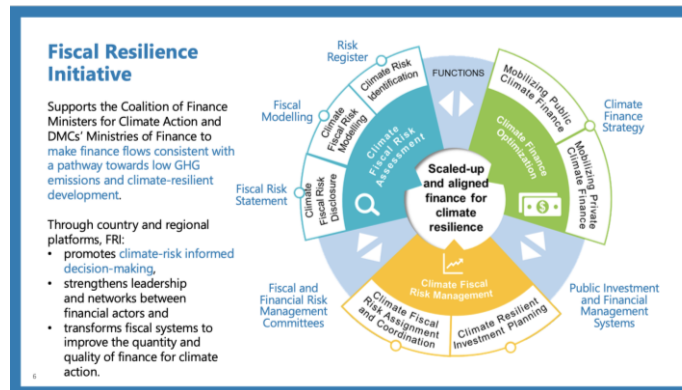 Fiscal Resilience
Initiative
Supports the Coalition of Finance
Ministers for Climate Action and
DMCs' Ministries of Finance to
make finance flows consistent with
a pathway towards low GHG
emissions and climate-resilient
development.
Through country and regional
platforms, FRI:
• promotes climate-risk informed
decision-making,
• strengthens leadership
and networks between
financial actors and
• transforms fiscal systems to
improve the quantity and
quality of finance for climate
action.
6
Risk
Register
Fiscal
Modelling
Fiscal Risk
Statement
Climate Risk
Identification
Climate
Fiscal Risk
Modelling
Climate
Fiscal Risk
Disclosure
Climate
Fiscal Risk
Assessment
FUNCTIONS
Mobilizing Public
Climate Finance
Mobilizing Private
Climate Finance
Climate Finance
Optimization
$
Climate
Finance
Strategy
Scaled-up
and aligned
finance for
climate
resilience
Climate Fiscal
Risk Management
Climate Fiscal
Risk Assignment
and Coordination
Climate Resilient
Investment Planning
Fiscal and
Financial Risk
Management
Committees
Public Investment
and Financial
Management
Systems